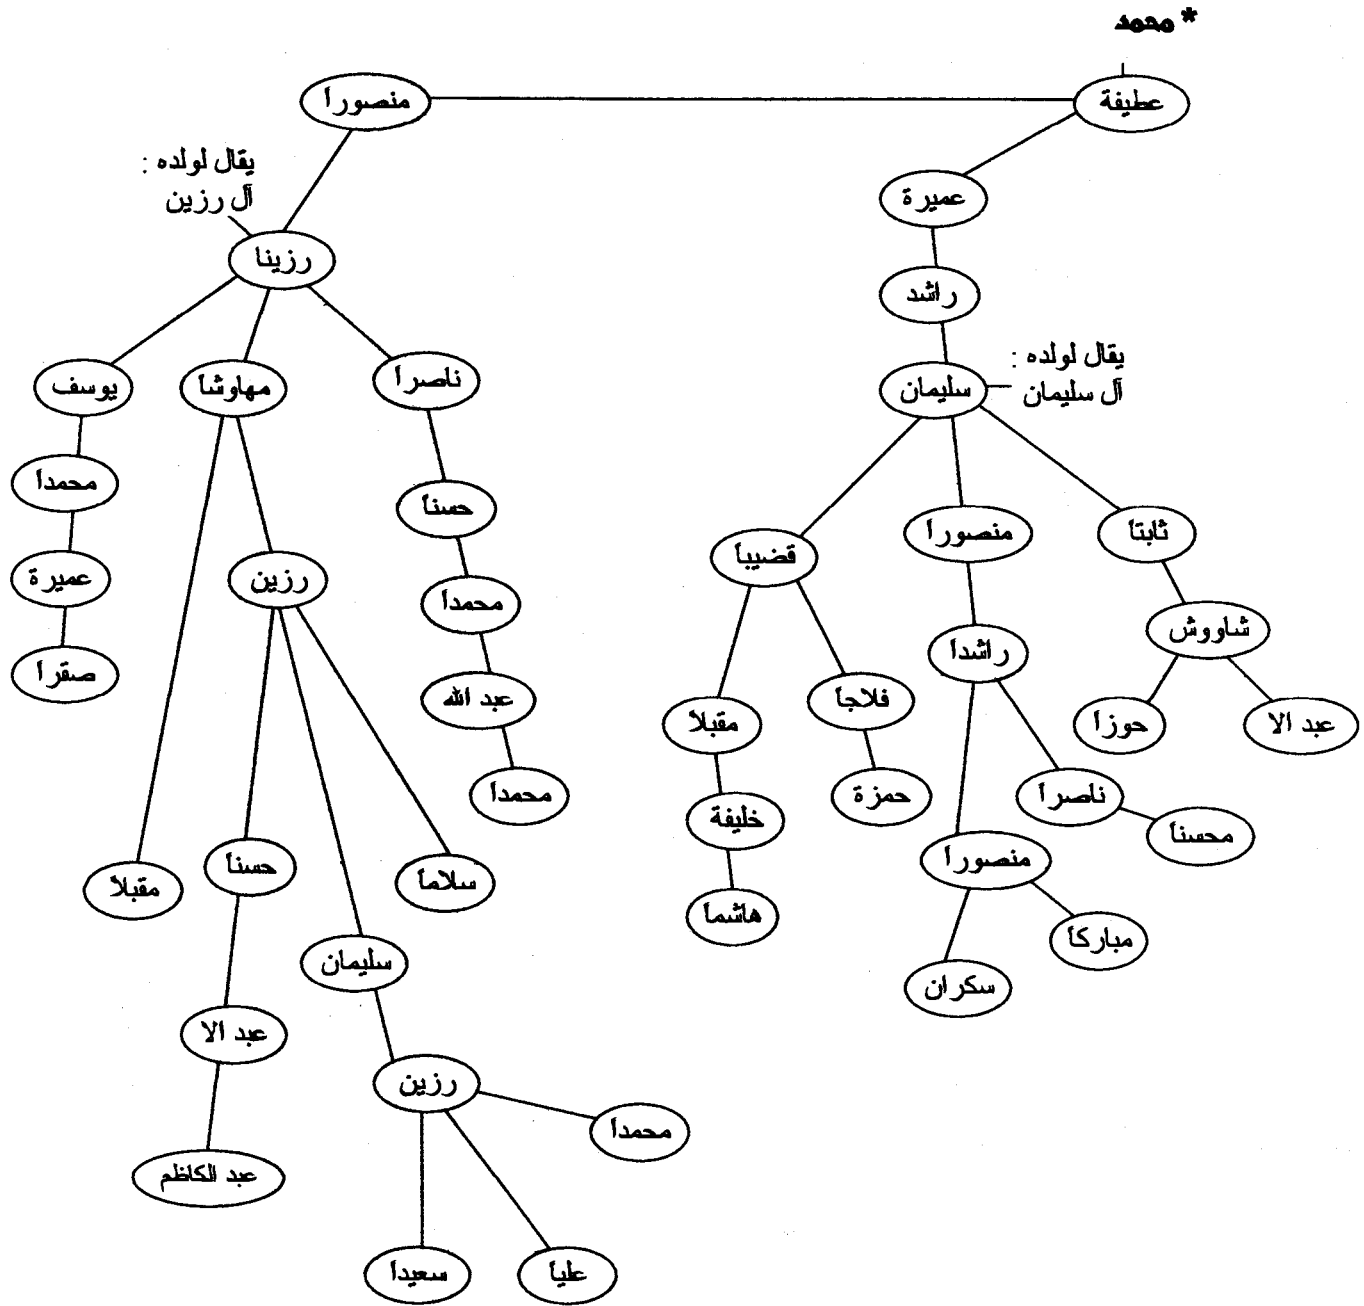 * محمد
عطيفة
منصوراً
عميرة
راشد
يقال لولده :
آل سليمان
سليمان
ثابتاً
منصوراً
قضيباً
شاووش
عبد الا
حوزا
راشداً
ناصراً
محسناً
منصوراً
مباركاً
سكران
فلاجاً
حمزة
مقبلاً
خليفة
هاشماً
يقال لولده :
آل رزين
رزينا
ناصراً
مهاوشاً
يوسف
حسناً
محمداً
عبد الله
محمداً
رزين
مقبلاً
سلاماً
سليمان
حسناً
رزين
محمداً
علياً
سعيداً
عبد الا
عبد الكاظم
محمداً
عميرة
صقراً